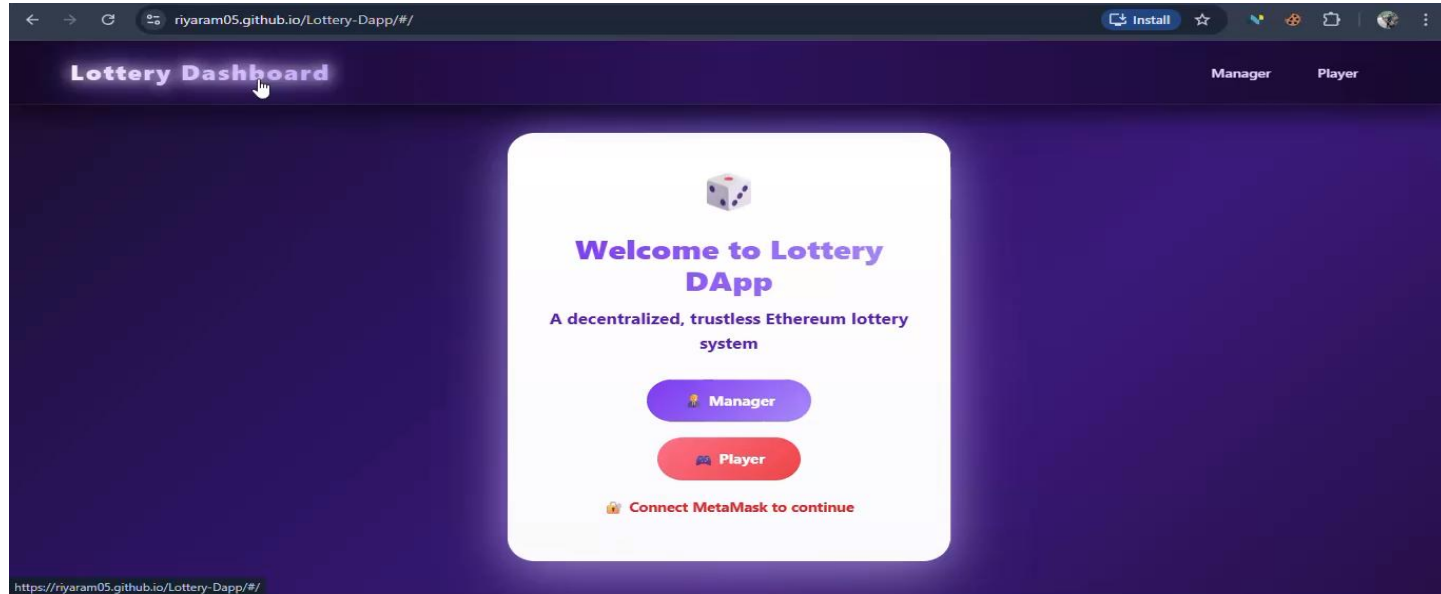 riyaram05.github.io/Lottery-Dapp/#/
Install
Lottery Dashboard
Manager
Player
Welcome to Lottery
DApp
A decentralized, trustless Ethereum lottery
system
Manager
Player
Connect MetaMask to continue
https://riyaram05.github.io/Lottery-Dapp/#/